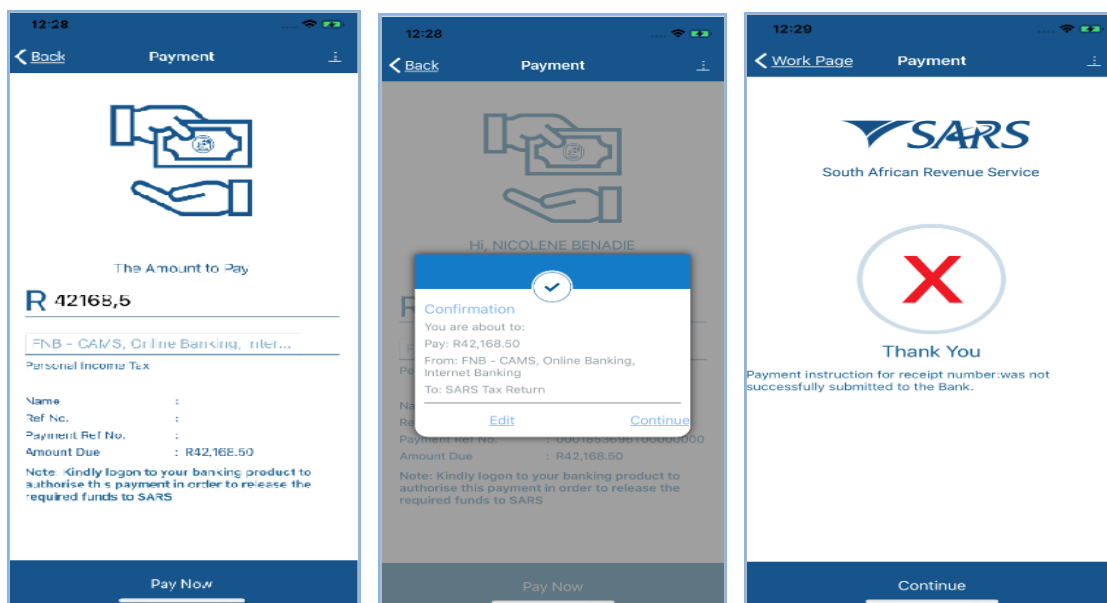 12:28
Back
Payment
The Amount to Pay
R 42168,5
FNB - CAMS, Online Banking, Inter...
Personal Income Tax
Name :
Ref No. :
Payment Ref No. :
Amount Due : R42,168.50
Note: Kindly logon to your banking product to
authorise this payment in order to release the
required funds to SARS
Pay Now
12:28
Back
Payment
Hi, NICOLENE BENADIE
R
Confirmation
You are about to:
Pay: R42,168.50
From: FNB - CAMS, Online Banking,
Internet Banking
To: SARS Tax Return
Edit
Continue
Payment Ref No.
Amount Due : R42,168.50
Note: Kindly logon to your banking product to
authorise this payment in order to release the
required funds to SARS
Pay Now
12:29
Work Page
Payment
SARS
South African Revenue Service
X
Thank You
Payment instruction for receipt number:was not
successfully submitted to the Bank.
Continue